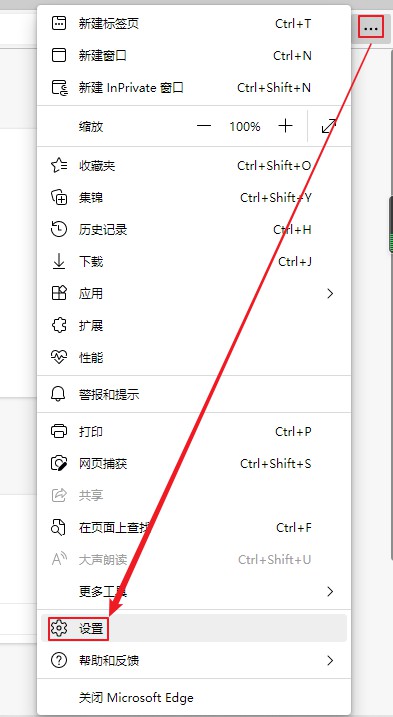 ...
新建标签页 Ctrl+T
新建窗口 Ctrl+N
新建 InPrivate 窗口 Ctrl+Shift+N
缩放 — 100% +
收藏夹 Ctrl+Shift+O
集锦 Ctrl+Shift+Y
历史记录 Ctrl+H
下载 Ctrl+J
应用
扩展
性能
警报和提示
打印 Ctrl+P
网页捕获 Ctrl+Shift+S
共享
在页面上查找 Ctrl+F
大声朗读 Ctrl+Shift+U
更多工具
设置
帮助和反馈
关闭 Microsoft Edge